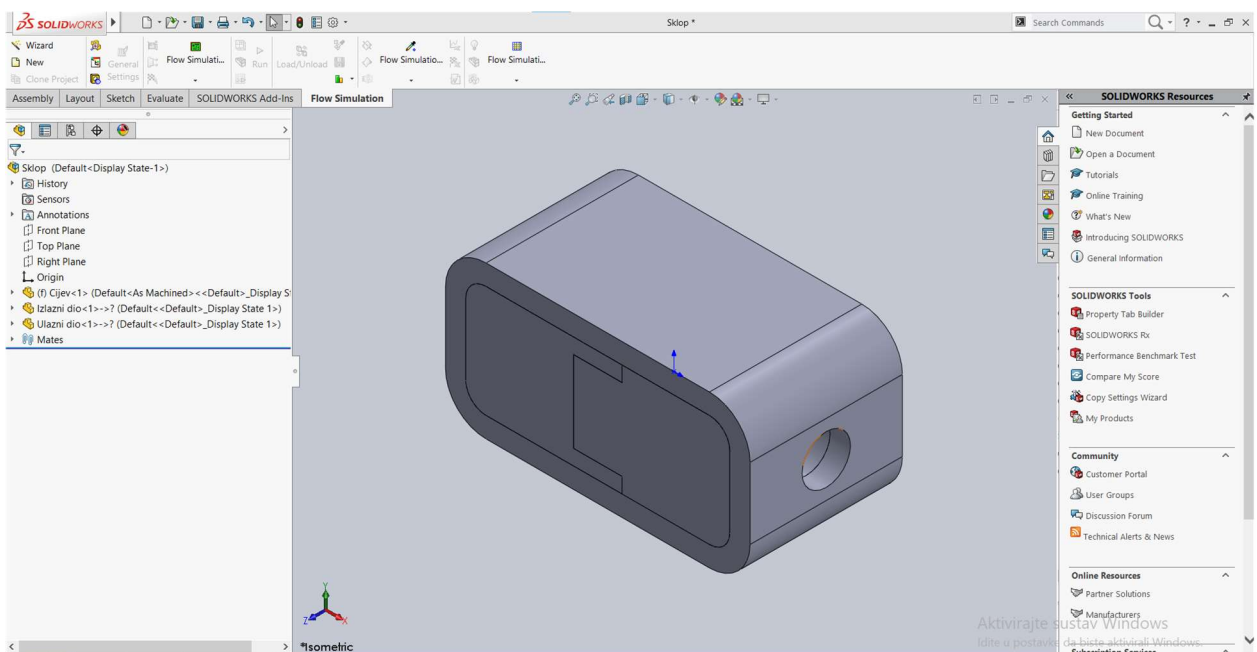 SOLIDWORKS
Sklop *
Search Commands
Wizard
New
Clone Project
General
Settings
Flow Simulati...
Run
Load/Unload
Flow Simulatio...
Flow Simulati...
Assembly Layout Sketch Evaluate SOLIDWORKS Add-Ins Flow Simulation
Sklop (Default<Display State-1>)
History
Sensors
Annotations
Front Plane
Top Plane
Right Plane
Origin
(f) Cijev<1> (Default<As Machined><<Default>_Display S
Izlazni dio<1>->? (Default<<Default>_Display State 1>)
Ulazni dio<1>->? (Default<<Default>_Display State 1>)
Mates
Y
Z
X
*Isometric
SOLIDWORKS Resources
Getting Started
New Document
Open a Document
Tutorials
Online Training
What's New
Introducing SOLIDWORKS
General Information
SOLIDWORKS Tools
Property Tab Builder
SOLIDWORKS Rx
Performance Benchmark Test
Compare My Score
Copy Settings Wizard
My Products
Community
Customer Portal
User Groups
Discussion Forum
Technical Alerts & News
Online Resources
Partner Solutions
Manufacturers
Subscription Services
Aktivirajte sustav Windows
Idite u postavke da biste aktivirali Windows.